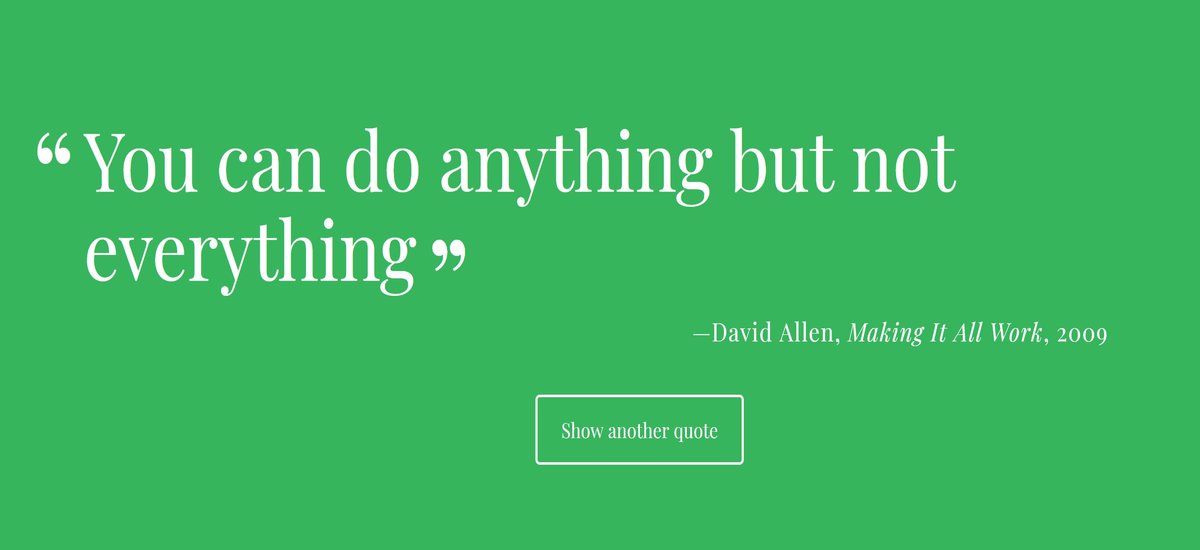 “You can do anything but not
everything”
—David Allen, Making It All Work, 2009
Show another quote